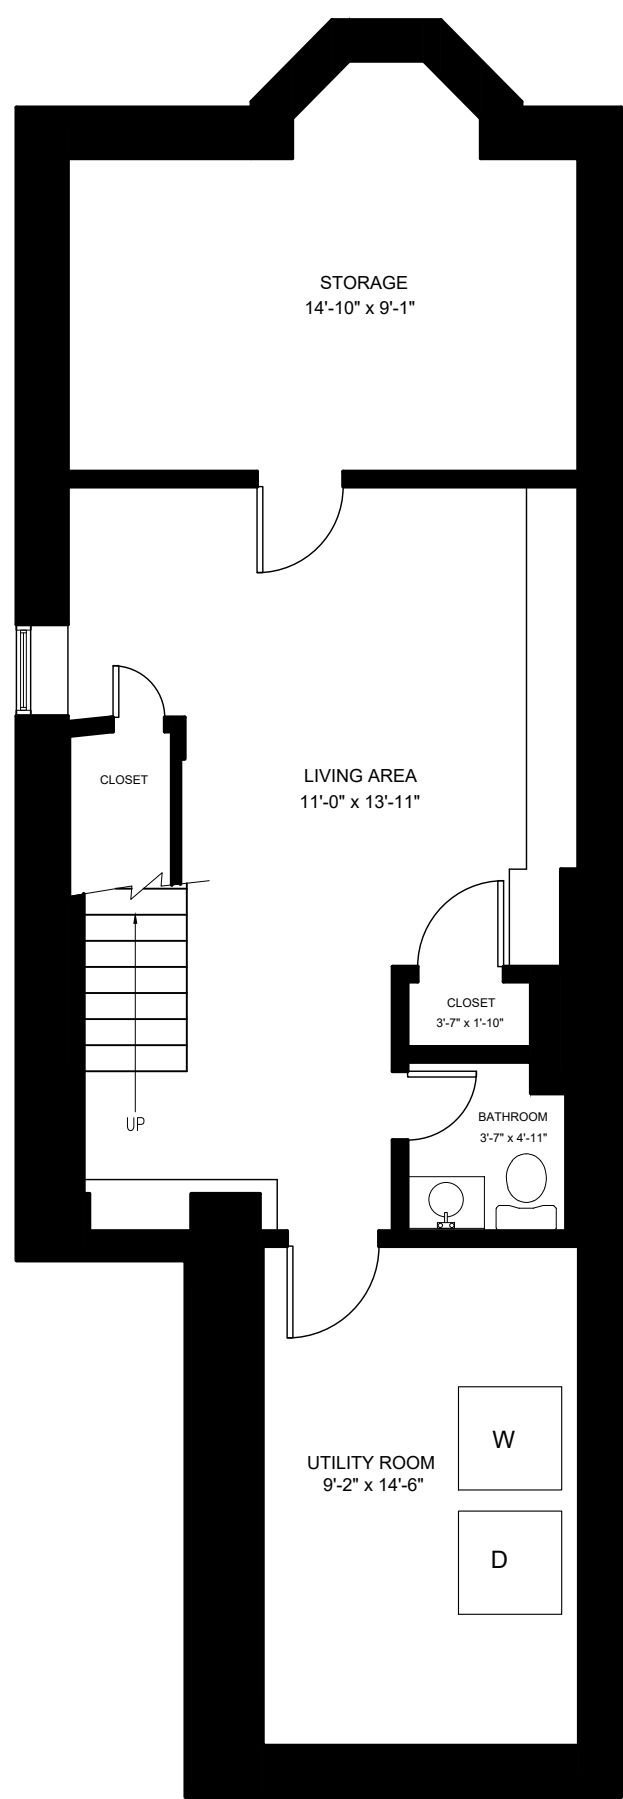 STORAGE
14'-10" x 9'-1"
CLOSET
LIVING AREA
11'-0" x 13'-11"
CLOSET
3'-7" x 1'-10"
UP
BATHROOM
3'-7" x 4'-11"
W
UTILITY ROOM
9'-2" x 14'-6"
D